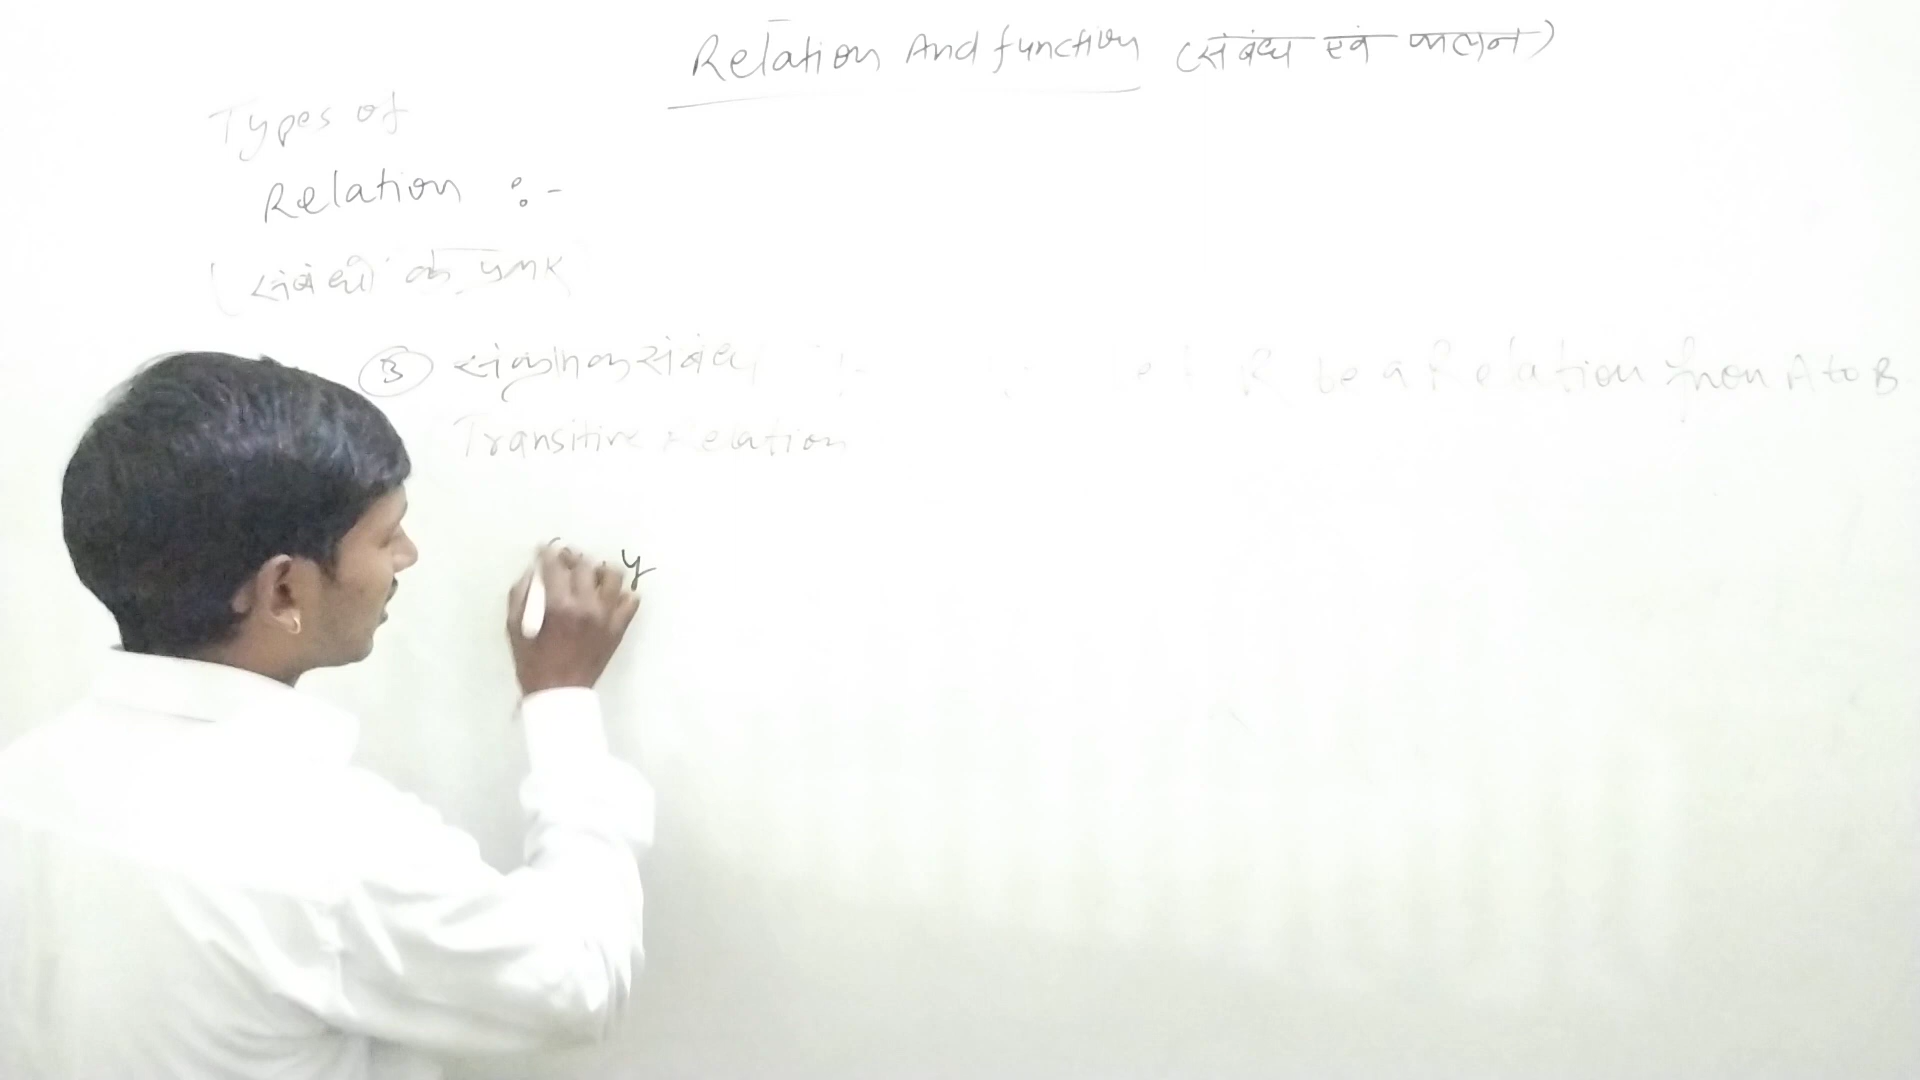 Relation And function (संबंध एवं फलन)
Types of
Relation :-
(संबंधों के प्रकार
③ संक्रामक संबंध :- Let R be a Relation from A to B
Transitive Relation
(x, y